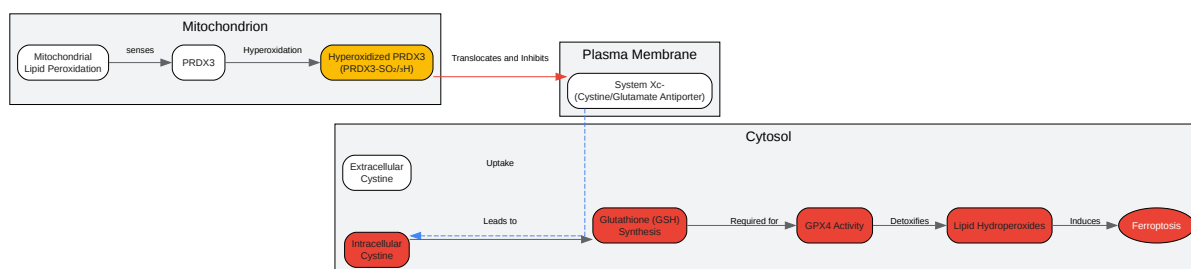 Mitochondrion
Mitochondrial
Lipid Peroxidation
senses
PRDX3
Hyperoxidation
Hyperoxidized PRDX3
(PRDX3-SO₂/₃H)
Translocates and Inhibits
Plasma Membrane
System Xc-
(Cystine/Glutamate Antiporter)
Cytosol
Extracellular
Cystine
Uptake
Intracellular
Cystine
Leads to
Glutathione (GSH)
Synthesis
Required for
GPX4 Activity
Detoxifies
Lipid Hydroperoxides
Induces
Ferroptosis